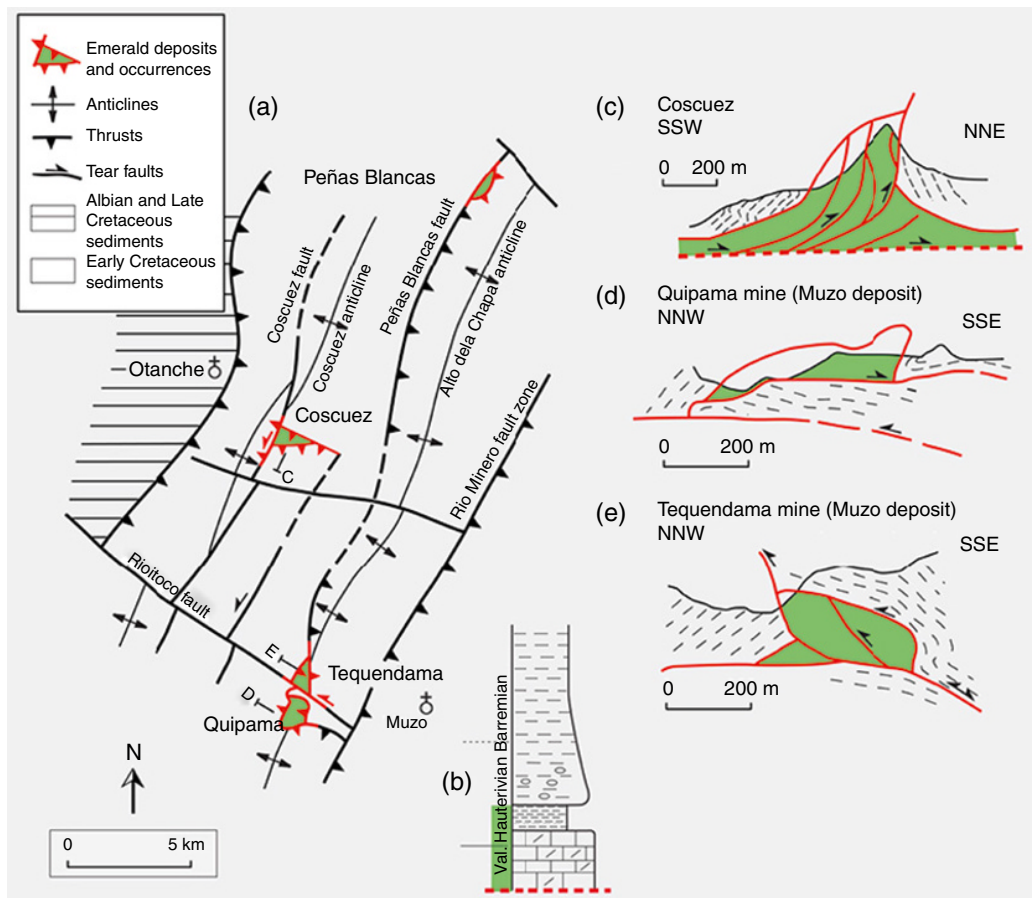 Emerald deposits
and occurrences
Anticlines
Thrusts
Tear faults
Albian and Late
Cretaceous
sediments
Early Cretaceous
sediments
(a)
Peñas Blancas
Otanche
Coscuez fault
Coscuez anticline
Peñas Blancas fault
Alto dela Chapa anticline
Rio Minero fault zone
Coscuez
C
Rioitoco fault
E
Tequendama
D
Quipama
Muzo
N
0 5 km
(b)
Val. Hauterivian Barremian
(c) Coscuez
SSW
NNE
0 200 m
(d) Quipama mine (Muzo deposit)
NNW
SSE
0 200 m
(e) Tequendama mine (Muzo deposit)
NNW
SSE
0 200 m